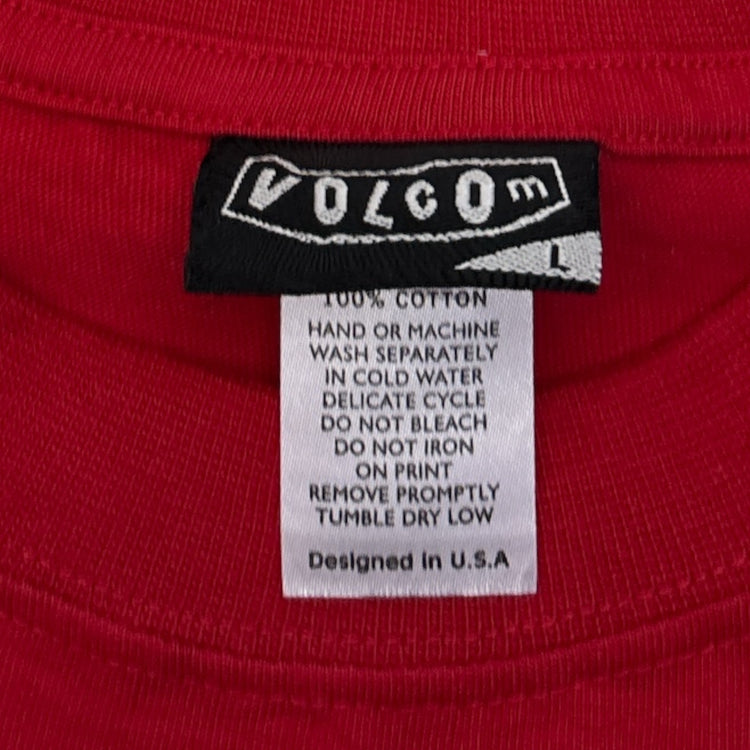 VOLCOm
L
100% COTTON
HAND OR MACHINE
WASH SEPARATELY
IN COLD WATER
DELICATE CYCLE
DO NOT BLEACH
DO NOT IRON
ON PRINT
REMOVE PROMPTLY
TUMBLE DRY LOW
Designed in U.S.A